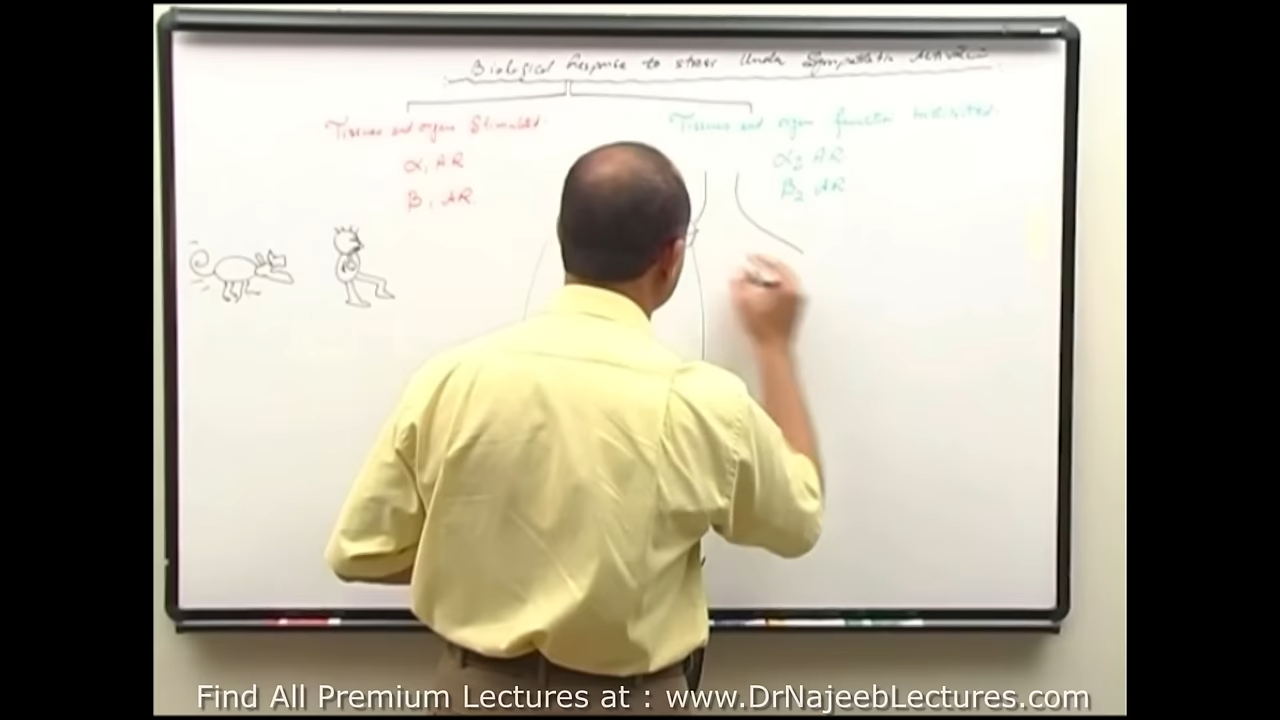 Biological Response to stress Under Sympathetic
Tissues and organ Stimulated
α1 AR
β1 AR
Tissues and organ function Inhibited
α2 AR
β2 AR
Find All Premium Lectures at : www.DrNajeebLectures.com